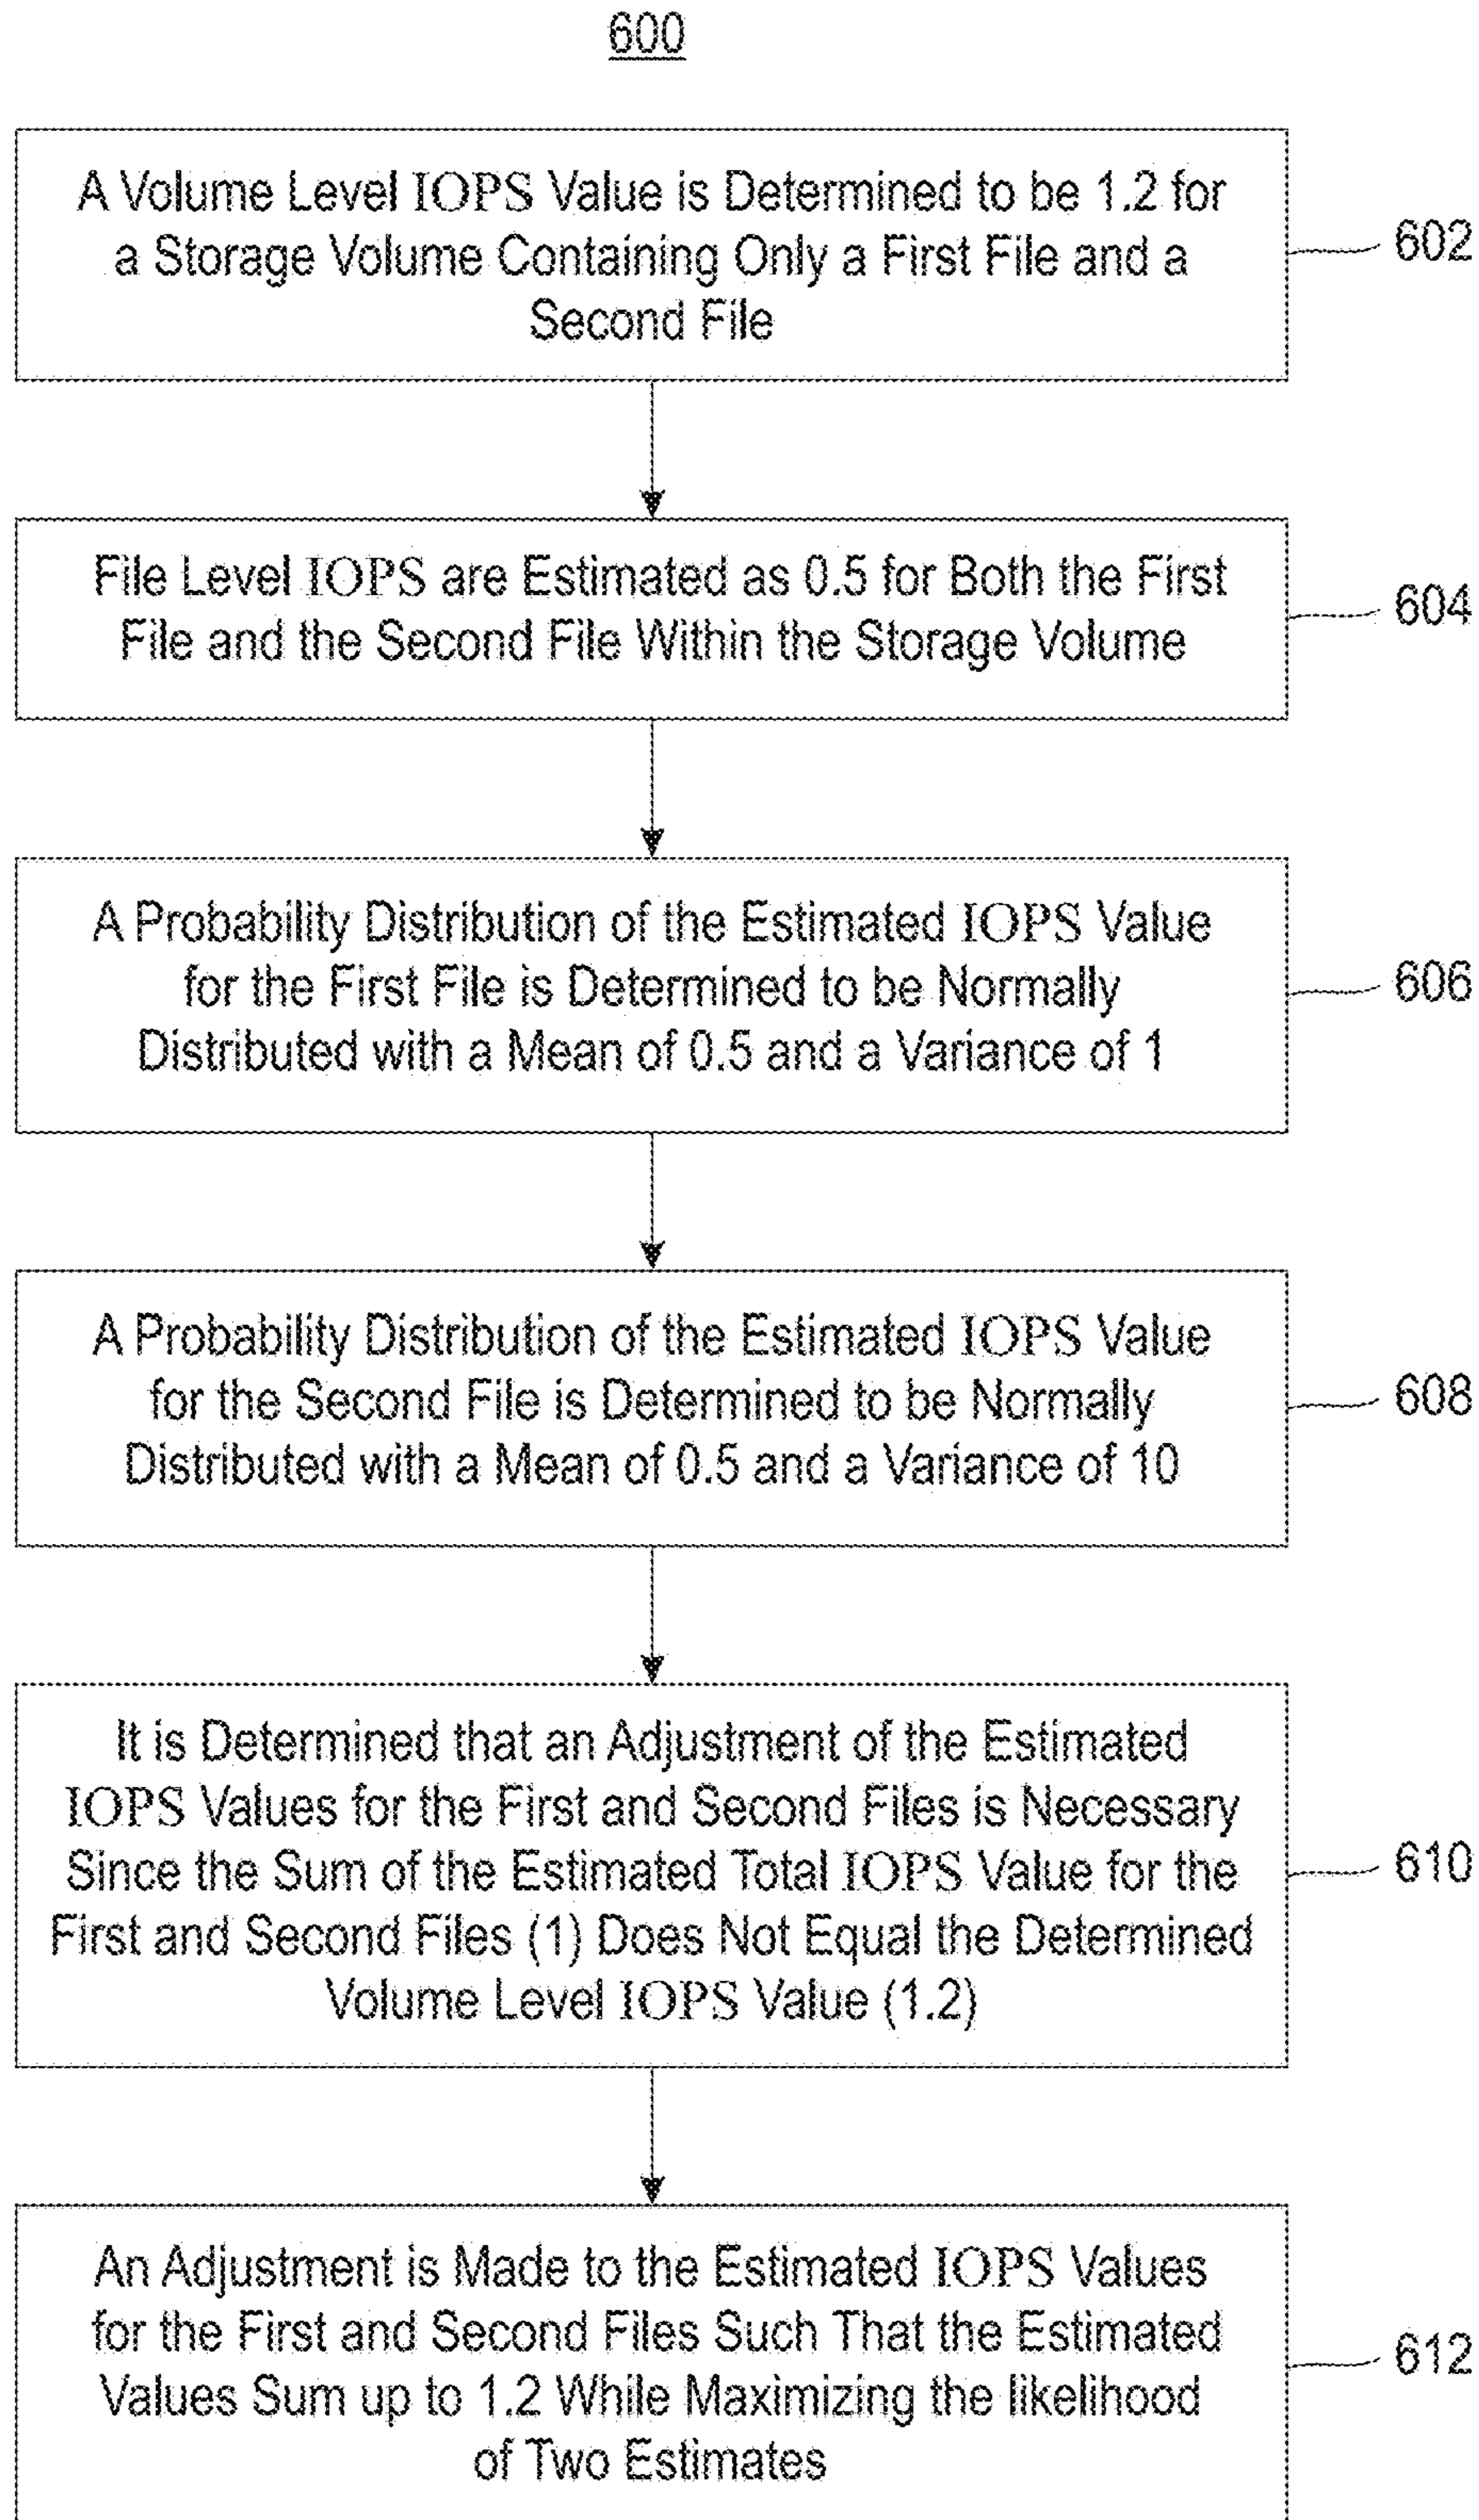 600
A Volume Level IOPS Value is Determined to be 1.2 for
a Storage Volume Containing Only a First File and a
Second File
602
File Level IOPS are Estimated as 0.5 for Both the First
File and the Second File Within the Storage Volume
604
A Probability Distribution of the Estimated IOPS Value
for the First File is Determined to be Normally
Distributed with a Mean of 0.5 and a Variance of 1
606
A Probability Distribution of the Estimated IOPS Value
for the Second File is Determined to be Normally
Distributed with a Mean of 0.5 and a Variance of 10
608
It is Determined that an Adjustment of the Estimated
IOPS Values for the First and Second Files is Necessary
Since the Sum of the Estimated Total IOPS Value for the
First and Second Files (1) Does Not Equal the Determined
Volume Level IOPS Value (1.2)
610
An Adjustment is Made to the Estimated IOPS Values
for the First and Second Files Such That the Estimated
Values Sum up to 1.2 While Maximizing the likelihood
of Two Estimates
612